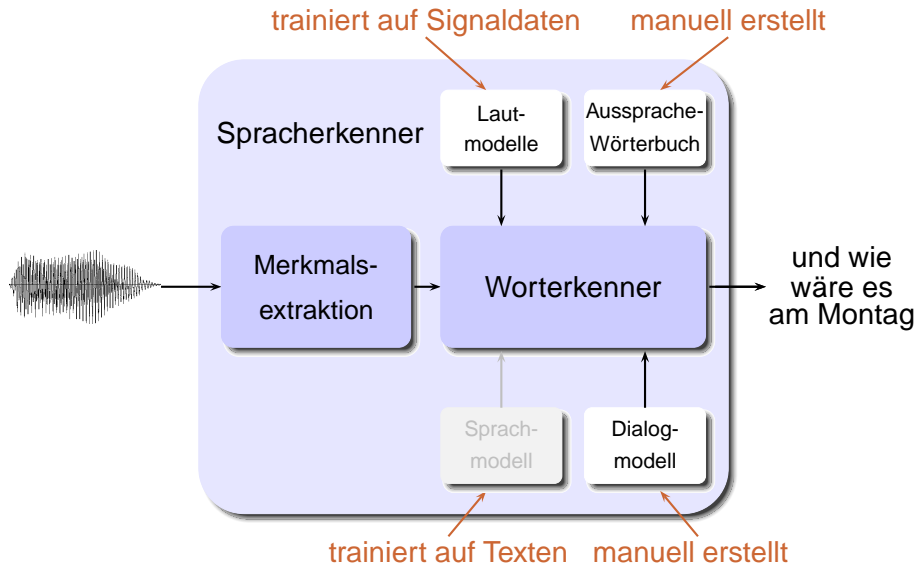 trainiert auf Signaldaten
manuell erstellt
Spracherkenner
Laut-
modelle
Aussprache-
Wörterbuch
Merkmals-
extraktion
Worterkenner
und wie
wäre es
am Montag
Sprach-
modell
Dialog-
modell
trainiert auf Texten
manuell erstellt